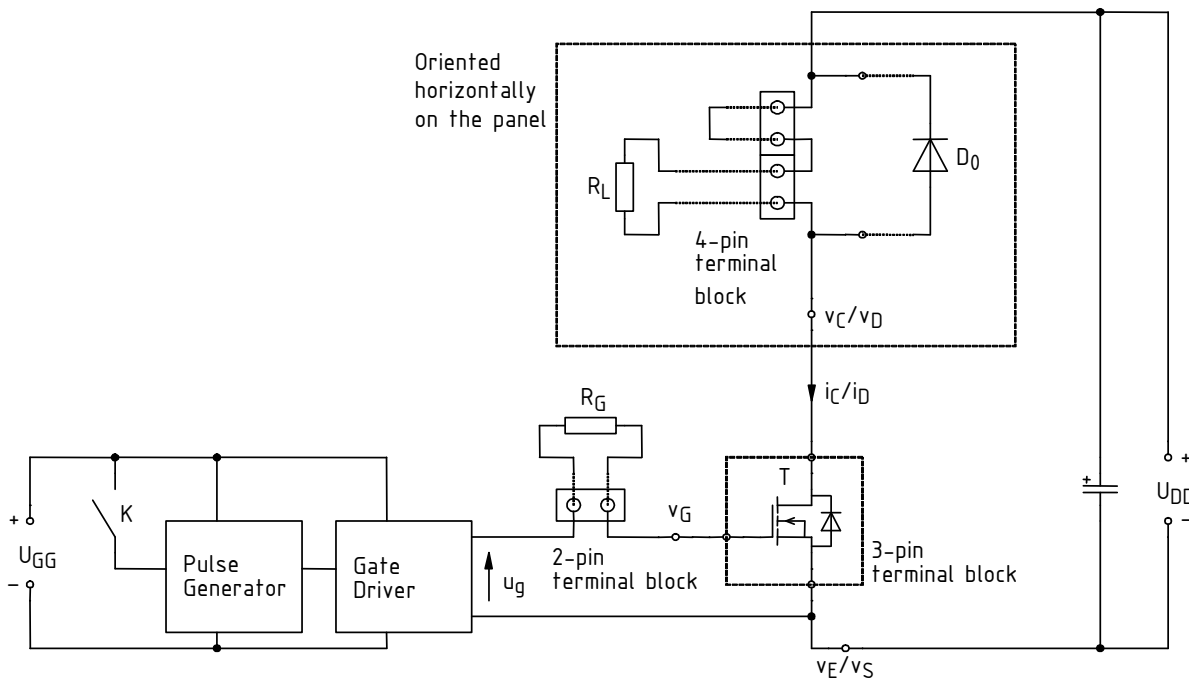 Oriented
horizontally
on the panel
R_L
D_0
4-pin
terminal
block
v_C/v_D
i_C/i_D
R_G
T
+
U_DD
-
+
v_G
K
+
U_GG
-
Pulse
Generator
Gate
Driver
u_g
2-pin
terminal block
3-pin
terminal block
v_E/v_S